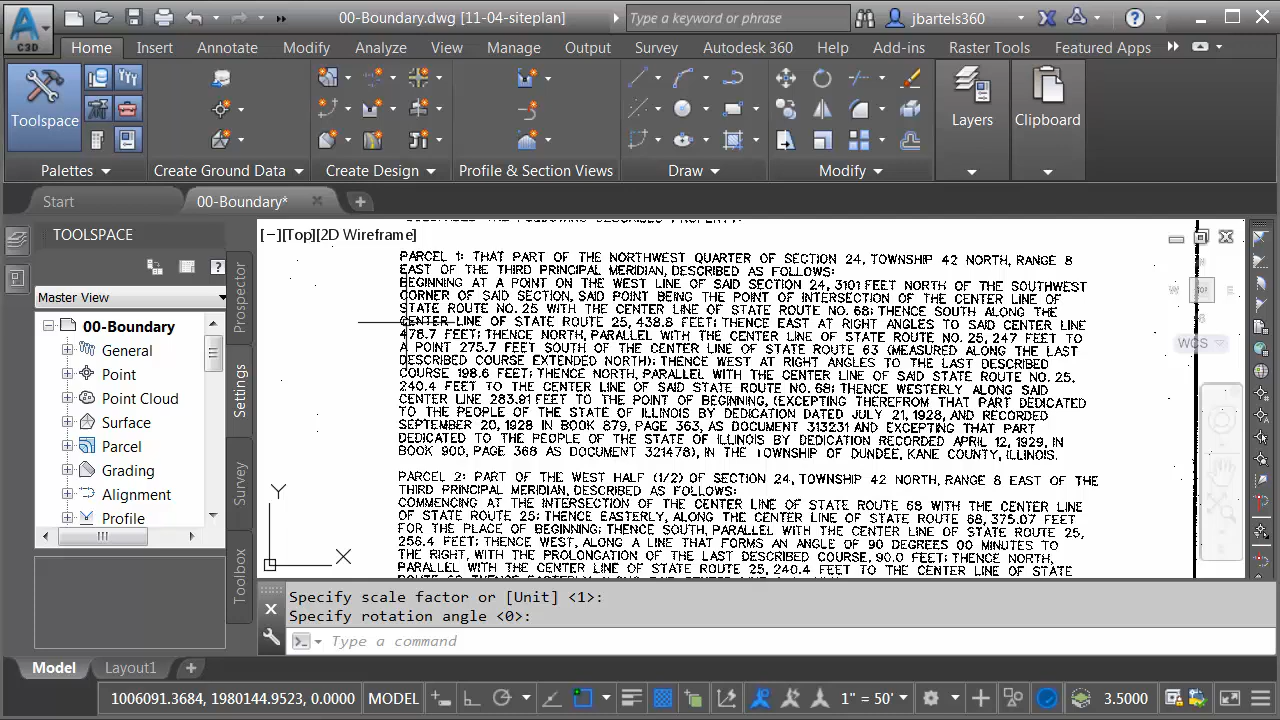 00-Boundary.dwg [11-04-siteplan]
Type a keyword or phrase
jbartels360
C3D
Home Insert Annotate Modify Analyze View Manage Output Survey Autodesk 360 Help Add-ins Raster Tools Featured Apps
Toolspace
Layers
Clipboard
Palettes
Create Ground Data
Create Design
Profile & Section Views
Draw
Modify
Start
00-Boundary*
TOOLSPACE
Master View
00-Boundary
General
Point
Point Cloud
Surface
Parcel
Grading
Alignment
Profile
Prospector
Settings
Survey
Toolbox
[−][Top][2D Wireframe]
PARCEL 1: THAT PART OF THE NORTHWEST QUARTER OF SECTION 24, TOWNSHIP 42 NORTH, RANGE 8
EAST OF THE THIRD PRINCIPAL MERIDIAN, DESCRIBED AS FOLLOWS:
BEGINNING AT A POINT ON THE WEST LINE OF SAID SECTION 24, 3101 FEET NORTH OF THE SOUTHWEST
CORNER OF SAID SECTION, SAID POINT BEING THE POINT OF INTERSECTION OF THE CENTER LINE OF
STATE ROUTE NO. 25 WITH THE CENTER LINE OF STATE ROUTE NO. 68; THENCE SOUTH ALONG THE
CENTER LINE OF STATE ROUTE 25, 438.8 FEET; THENCE EAST AT RIGHT ANGLES TO SAID CENTER LINE
478.7 FEET; THENCE NORTH, PARALLEL WITH THE CENTER LINE OF STATE ROUTE NO. 25, 247 FEET TO
A POINT 275.7 FEET SOUTH OF THE CENTER LINE OF STATE ROUTE 63 (MEASURED ALONG THE LAST
DESCRIBED COURSE EXTENDED NORTH); THENCE WEST AT RIGHT ANGLES TO THE LAST DESCRIBED
COURSE 198.6 FEET; THENCE NORTH, PARALLEL WITH THE CENTER LINE OF SAID STATE ROUTE NO. 25,
240.4 FEET TO THE CENTER LINE OF SAID STATE ROUTE NO. 68; THENCE WESTERLY ALONG SAID
CENTER LINE 283.91 FEET TO THE POINT OF BEGINNING, (EXCEPTING THEREFROM THAT PART DEDICATED
TO THE PEOPLE OF THE STATE OF ILLINOIS BY DEDICATION DATED JULY 21, 1928, AND RECORDED
SEPTEMBER 20, 1928 IN BOOK 879, PAGE 363, AS DOCUMENT 313231 AND EXCEPTING THAT PART
DEDICATED TO THE PEOPLE OF THE STATE OF ILLINOIS BY DEDICATION RECORDED APRIL 12, 1929, IN
BOOK 900, PAGE 368 AS DOCUMENT 321478), IN THE TOWNSHIP OF DUNDEE, KANE COUNTY, ILLINOIS.
PARCEL 2: PART OF THE WEST HALF (1/2) OF SECTION 24, TOWNSHIP 42 NORTH, RANGE 8 EAST OF THE
THIRD PRINCIPAL MERIDIAN, DESCRIBED AS FOLLOWS:
COMMENCING AT THE INTERSECTION OF THE CENTER LINE OF STATE ROUTE 68 WITH THE CENTER LINE
OF STATE ROUTE, 25; THENCE EASTERLY, ALONG THE CENTER LINE OF STATE ROUTE 68, 375.07 FEET
FOR THE PLACE OF BEGINNING; THENCE SOUTH, PARALLEL WITH THE CENTER LINE OF STATE ROUTE 25,
256.4 FEET; THENCE WEST, ALONG A LINE THAT FORMS AN ANGLE OF 90 DEGREES 00 MINUTES TO
THE RIGHT, WITH THE PROLONGATION OF THE LAST DESCRIBED COURSE, 90.0 FEET; THENCE NORTH,
PARALLEL WITH THE CENTER LINE OF STATE ROUTE 25, 240.4 FEET TO THE CENTER LINE OF STATE
TOP
WCS
Y
X
Specify scale factor or [Unit] <1>:
Specify rotation angle <0>:
Type a command
Model
Layout1
1006091.3684, 1980144.9523, 0.0000
MODEL
1" = 50'
3.5000